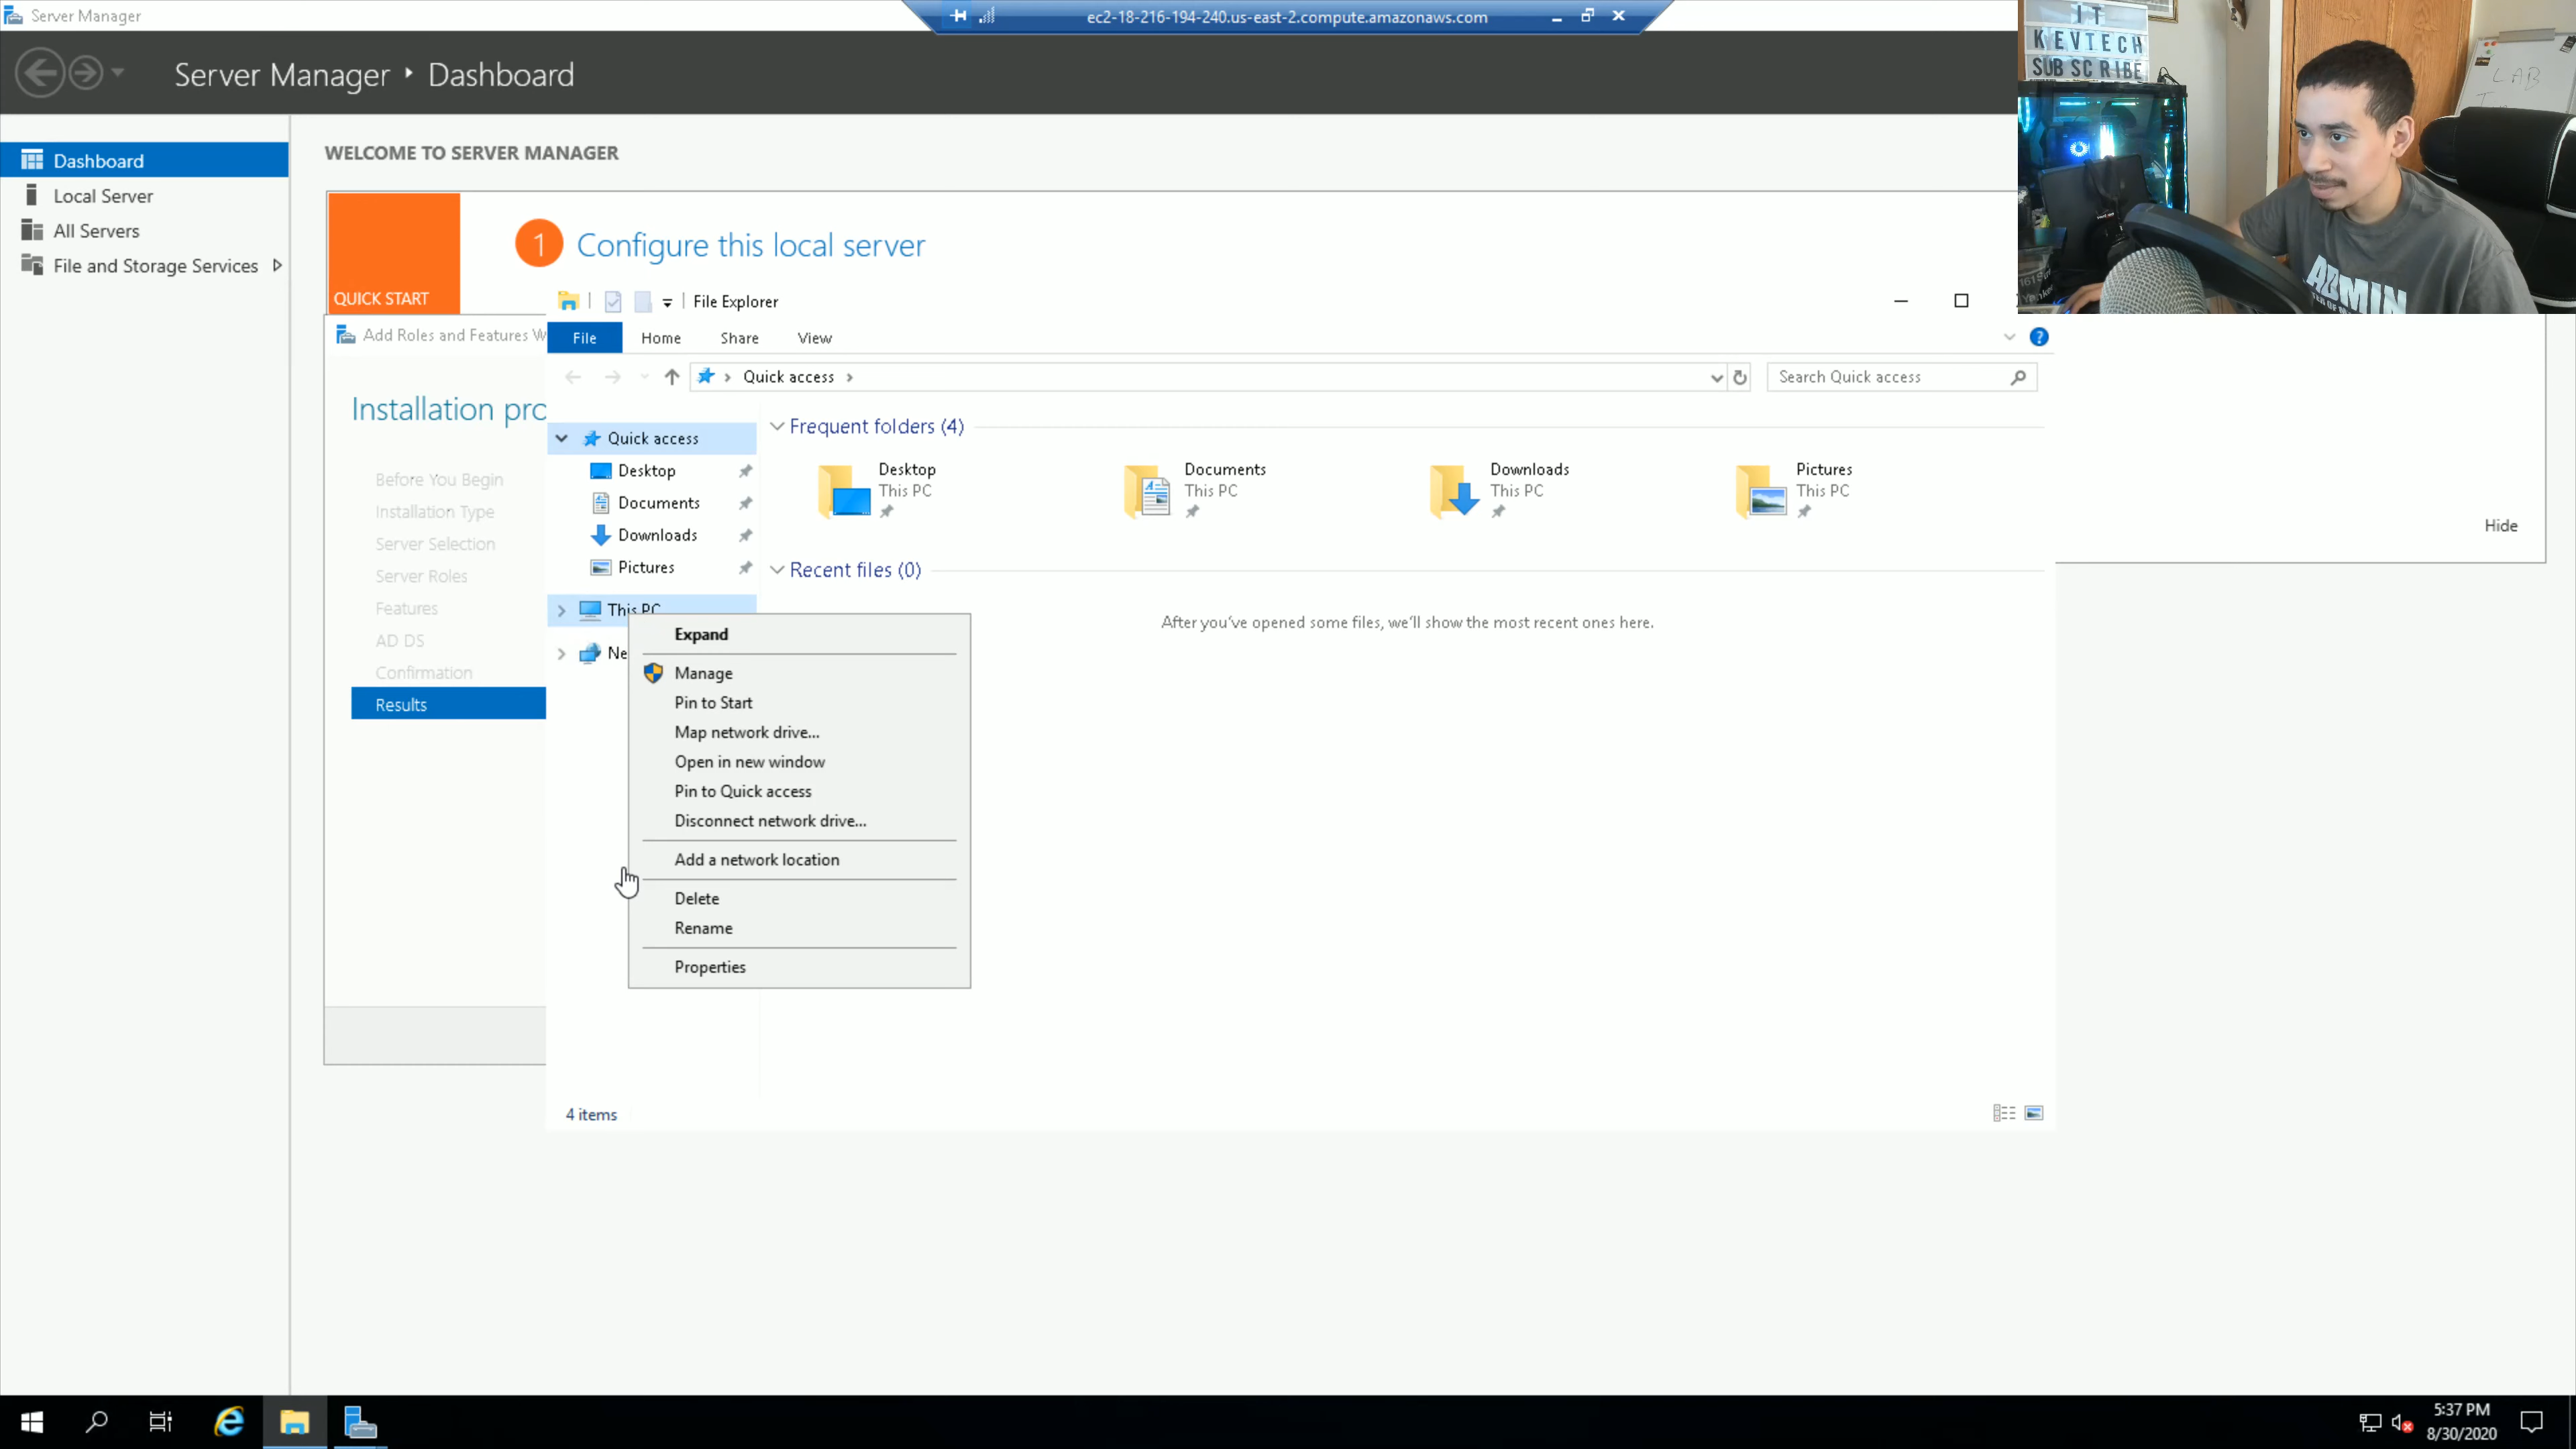 Server Manager
ec2-18-216-194-240.us-east-2.compute.amazonaws.com
IT
KEVTECH
SUBSCRIBE
LAB
Server Manager
Dashboard
Dashboard
Local Server
All Servers
File and Storage Services
WELCOME TO SERVER MANAGER
QUICK START
1 Configure this local server
ADMIN
File Explorer
Add Roles and Features W
File Home Share View
Quick access
Search Quick access
Installation pro
Before You Begin
Installation Type
Server Selection
Server Roles
Features
AD DS
Confirmation
Results
Quick access
Desktop
Documents
Downloads
Pictures
This PC
Ne
Frequent folders (4)
Desktop
This PC
Documents
This PC
Downloads
This PC
Pictures
This PC
Hide
Recent files (0)
After you've opened some files, we'll show the most recent ones here.
Expand
Manage
Pin to Start
Map network drive...
Open in new window
Pin to Quick access
Disconnect network drive...
Add a network location
Delete
Rename
Properties
4 items
5:37 PM
8/30/2020